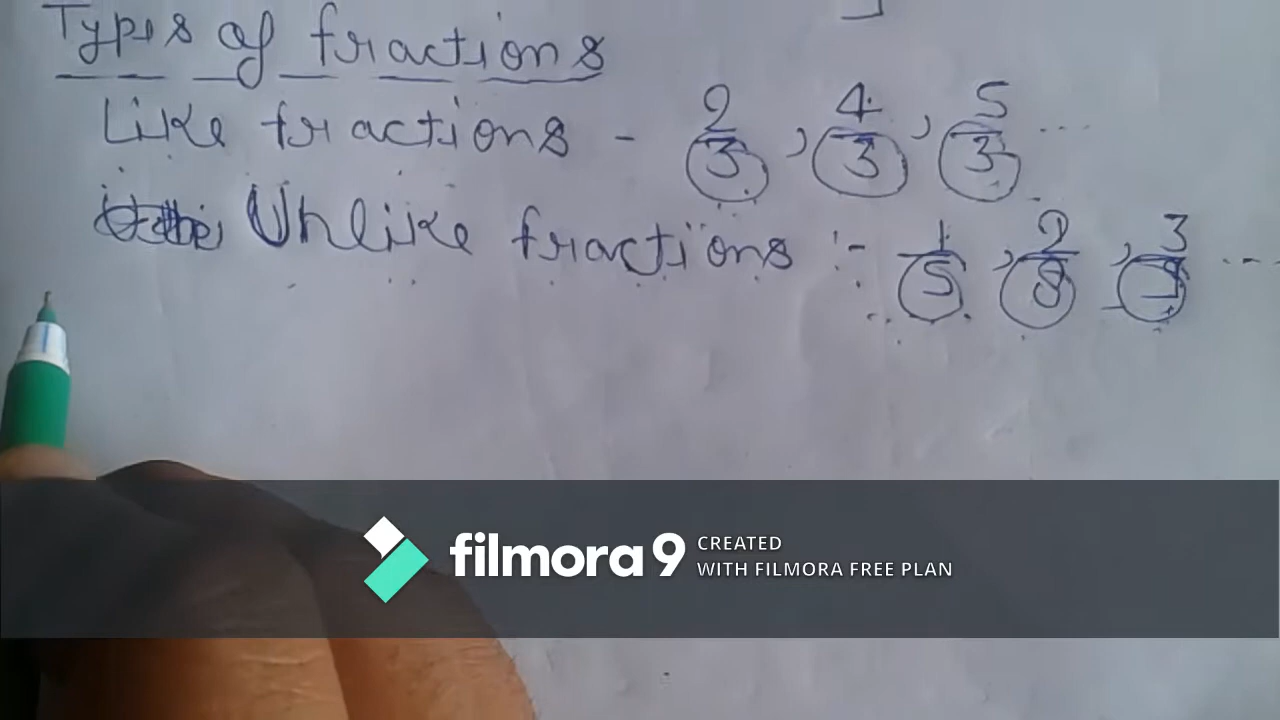 Types of fractions
Like fractions - 2/3, 4/3, 5/3 ...
Unlike fractions :- 1/5, 2/8, 3/9 ...
filmora 9 CREATED
WITH FILMORA FREE PLAN